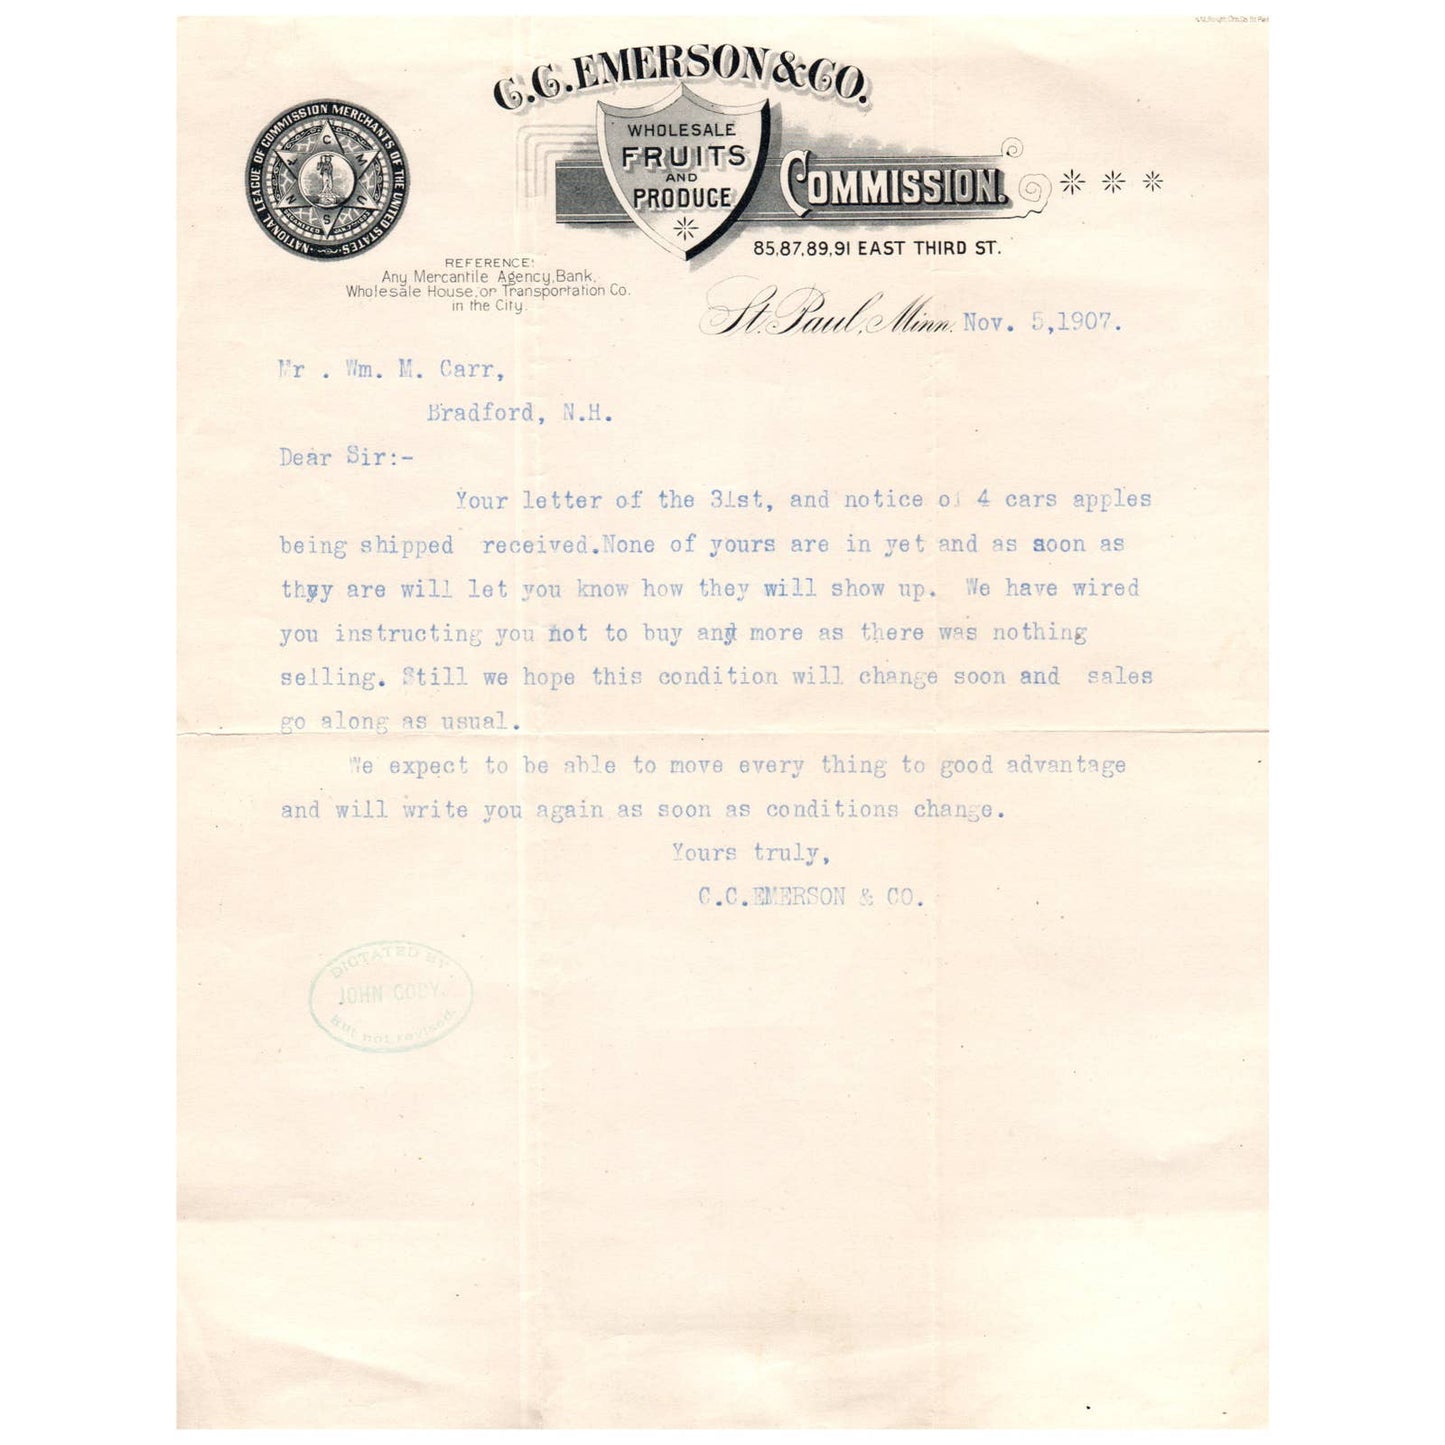 C.C. EMERSON & CO.
NATIONAL LEAGUE OF COMMISSION MERCHANTS OF THE UNITED STATES
N L C M U S
WHOLESALE
FRUITS
AND
PRODUCE
COMMISSION.
85,87,89,91 EAST THIRD ST.
REFERENCE:
Any Mercantile Agency, Bank,
Wholesale House, or Transportation Co.
in the City.
St. Paul, Minn. Nov. 5,1907.
Mr . Wm. M. Carr,
Bradford, N.H.
Dear Sir:-
Your letter of the 31st, and notice of 4 cars apples
being shipped received.None of yours are in yet and as soon as
they are will let you know how they will show up. We have wired
you instructing you not to buy any more as there was nothing
selling. Still we hope this condition will change soon and sales
go along as usual.
We expect to be able to move every thing to good advantage
and will write you again as soon as conditions change.
Yours truly,
C.C.EMERSON & CO.
DICTATED BY
JOHN CODY.
But not revised.